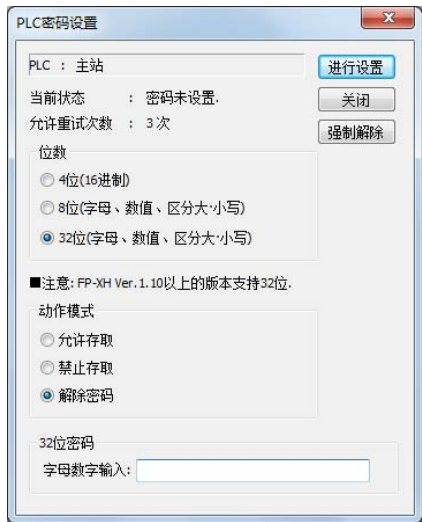 PLC密码设置
PLC : 主站
进行设置
当前状态 : 密码未设置.
关闭
允许重试次数 : 3次
强制解除
位数
4位(16进制)
8位(字母、数值、区分大·小写)
32位(字母、数值、区分大·小写)
■注意: FP-XH Ver.1.10以上的版本支持32位.
动作模式
允许存取
禁止存取
解除密码
32位密码
字母数字输入: